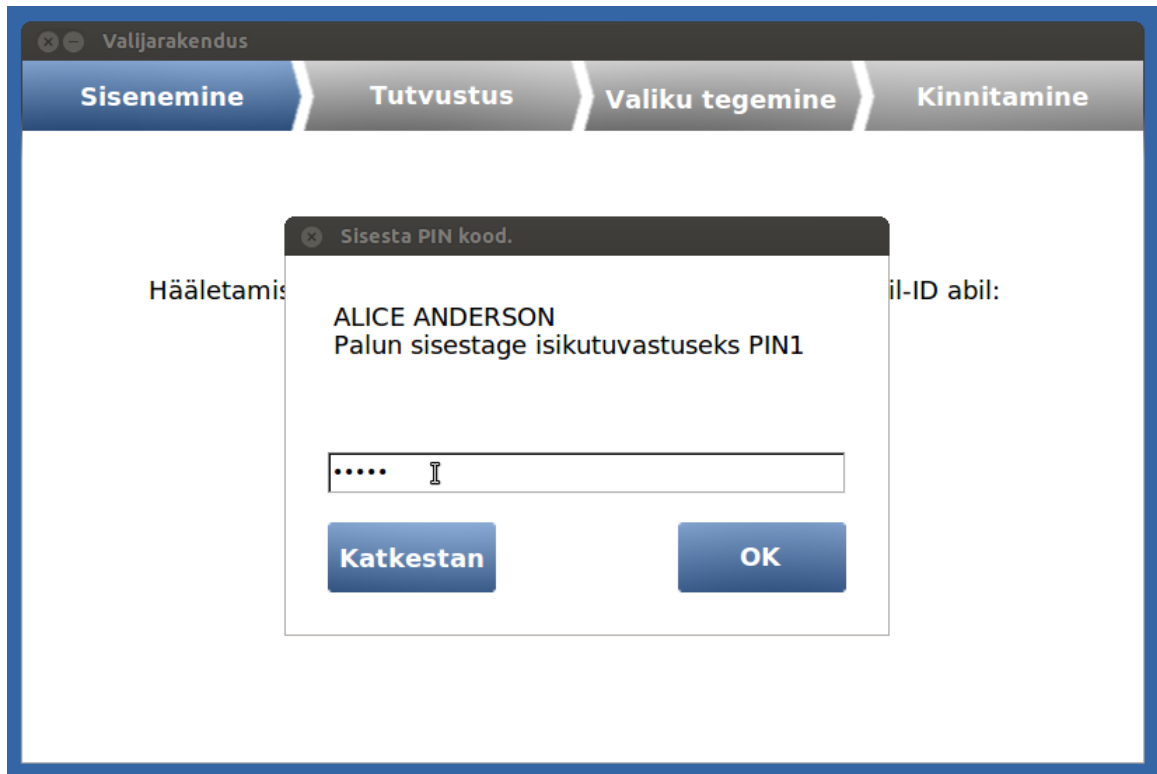 Valijarakendus
Sisenemine Tutvustus Valiku tegemine Kinnitamine
Sisesta PIN kood.
Hääletamis il-ID abil:
ALICE ANDERSON
Palun sisestage isikutuvastuseks PIN1
•••••
Katkestan OK